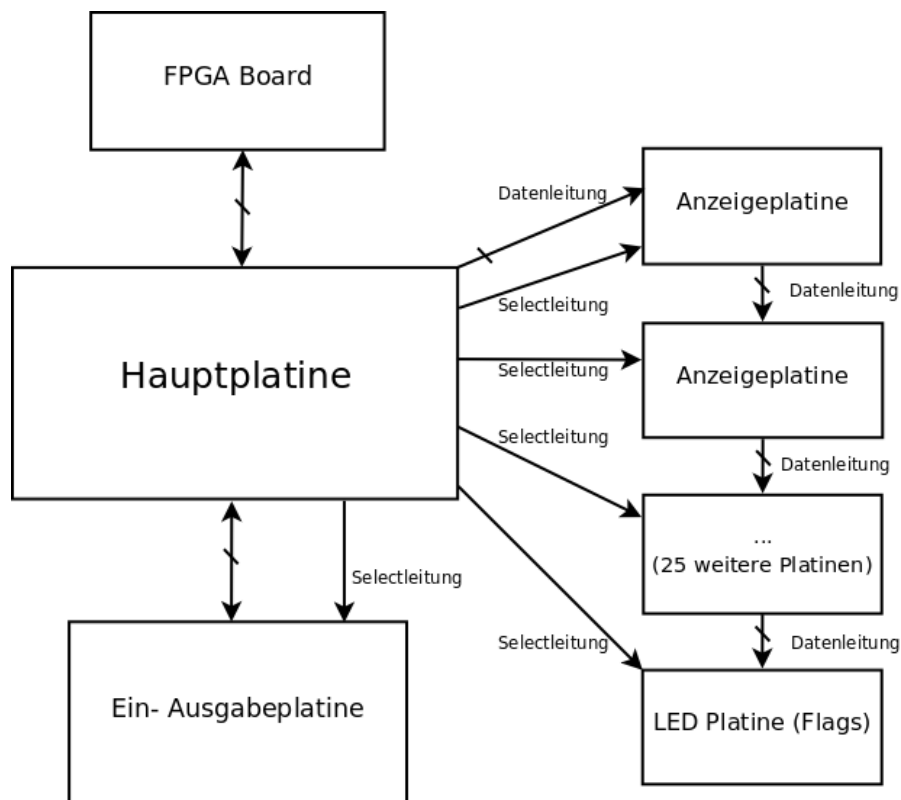 FPGA Board
Datenleitung
Anzeigeplatine
Selectleitung
Datenleitung
Hauptplatine
Selectleitung
Anzeigeplatine
Selectleitung
Datenleitung
...
(25 weitere Platinen)
Selectleitung
Selectleitung
Datenleitung
Ein- Ausgabeplatine
LED Platine (Flags)